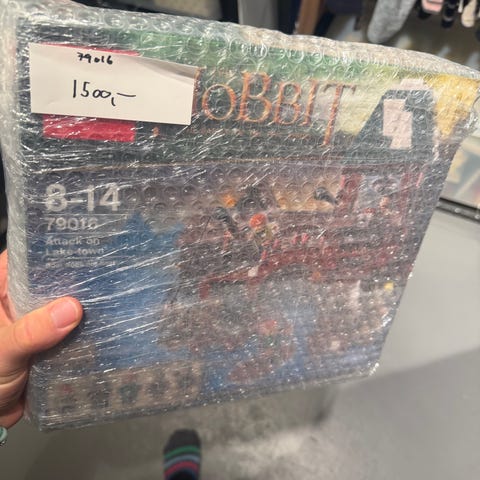 79016
1500,-
HOBBIT
8-14
79016
Attack on
Lake-town